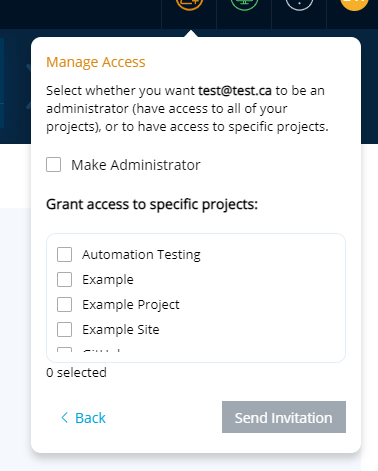 Manage Access
Select whether you want test@test.ca to be an
administrator (have access to all of your
projects), or to have access to specific projects.
Make Administrator
Grant access to specific projects:
Automation Testing
Example
Example Project
Example Site
0 selected
Back
Send Invitation